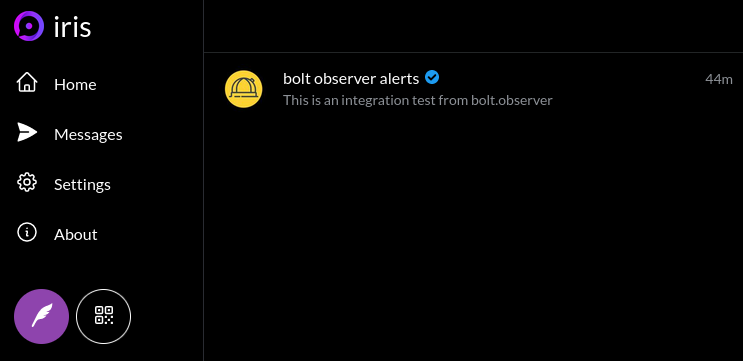 iris
Home
Messages
Settings
About
bolt observer alerts
44m
This is an integration test from bolt.observer